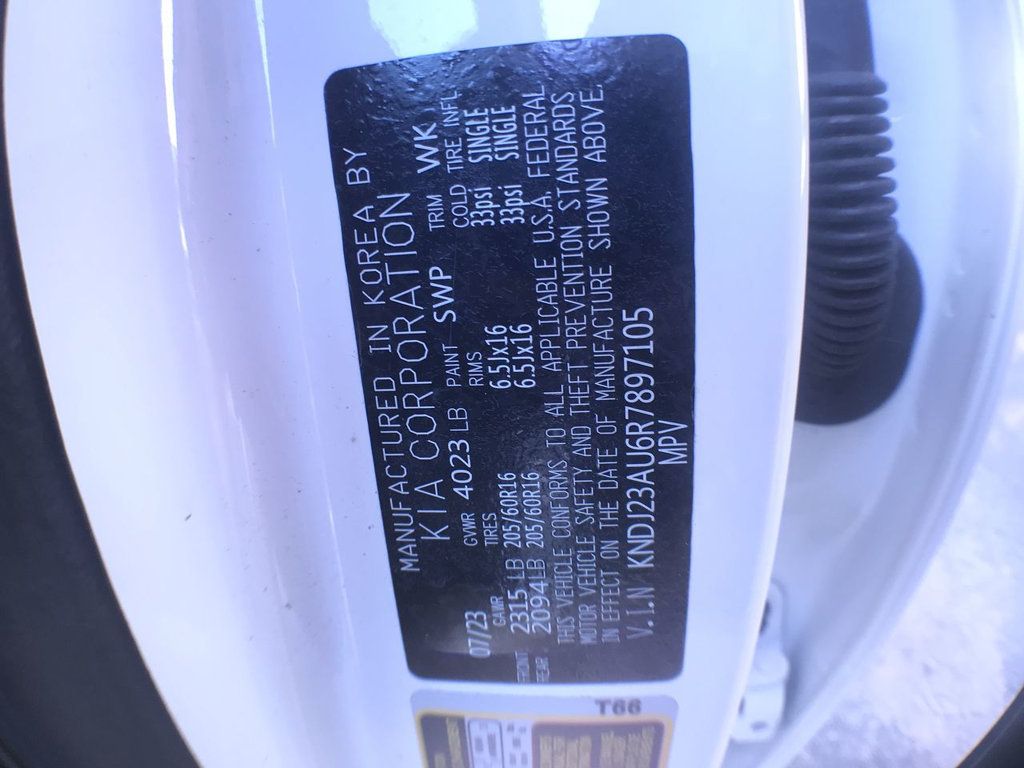 MANUFACTURED IN KOREA BY
KIA CORPORATION
07/23 GVWR 4023 LB PAINT SWP TRIM WK
GAWR TIRES RIMS COLD TIRE INFL
FRONT 2315 LB 205/60R16 6.5Jx16 33psi SINGLE
REAR 2094 LB 205/60R16 6.5Jx16 33psi SINGLE
THIS VEHICLE CONFORMS TO ALL APPLICABLE U.S.A. FEDERAL
MOTOR VEHICLE SAFETY AND THEFT PREVENTION STANDARDS
IN EFFECT ON THE DATE OF MANUFACTURE SHOWN ABOVE.
V.I.N KNDJ23AU6R7897105
MPV
T66